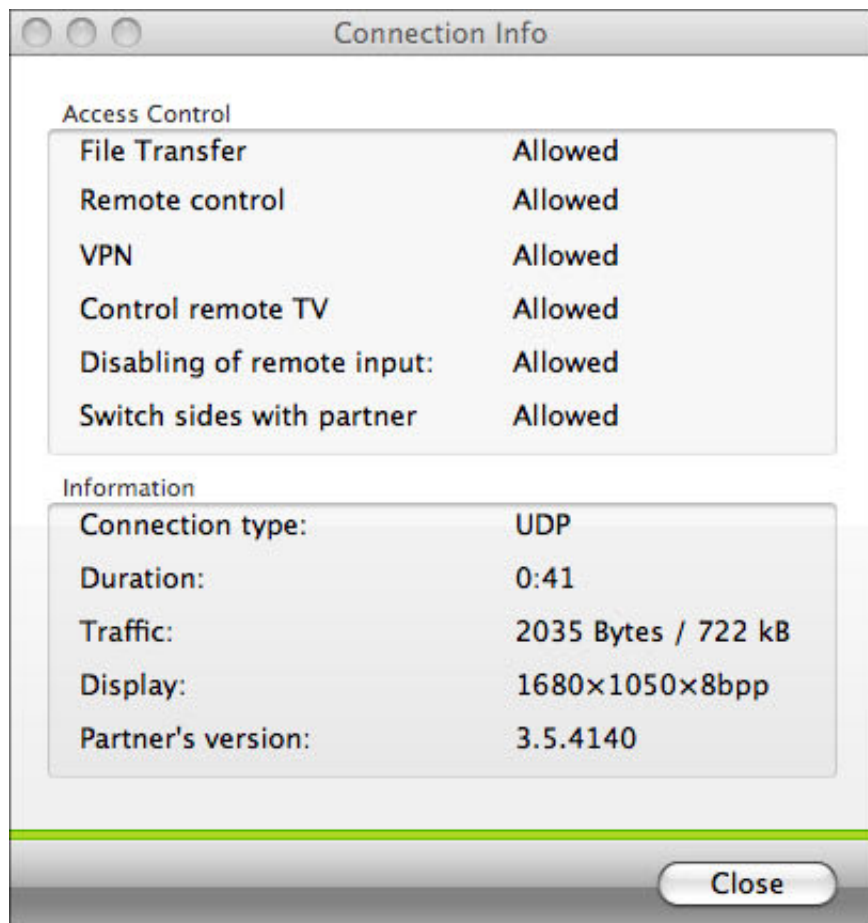 Connection Info
Access Control
File Transfer Allowed
Remote control Allowed
VPN Allowed
Control remote TV Allowed
Disabling of remote input: Allowed
Switch sides with partner Allowed
Information
Connection type: UDP
Duration: 0:41
Traffic: 2035 Bytes / 722 kB
Display: 1680×1050×8bpp
Partner's version: 3.5.4140
Close